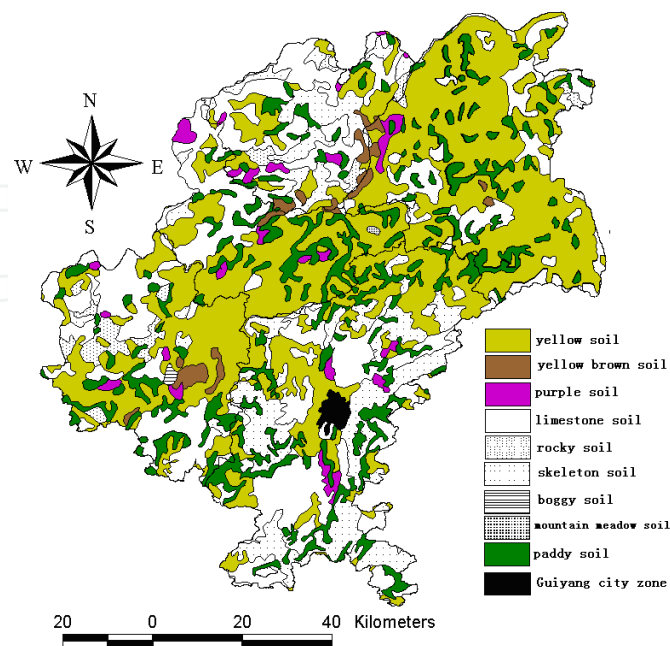 N
W E
S
yellow soil
yellow brown soil
purple soil
limestone soil
rocky soil
skeleton soil
boggy soil
mountain meadow soil
paddy soil
Guiyang city zone
20 0 20 40 Kilometers